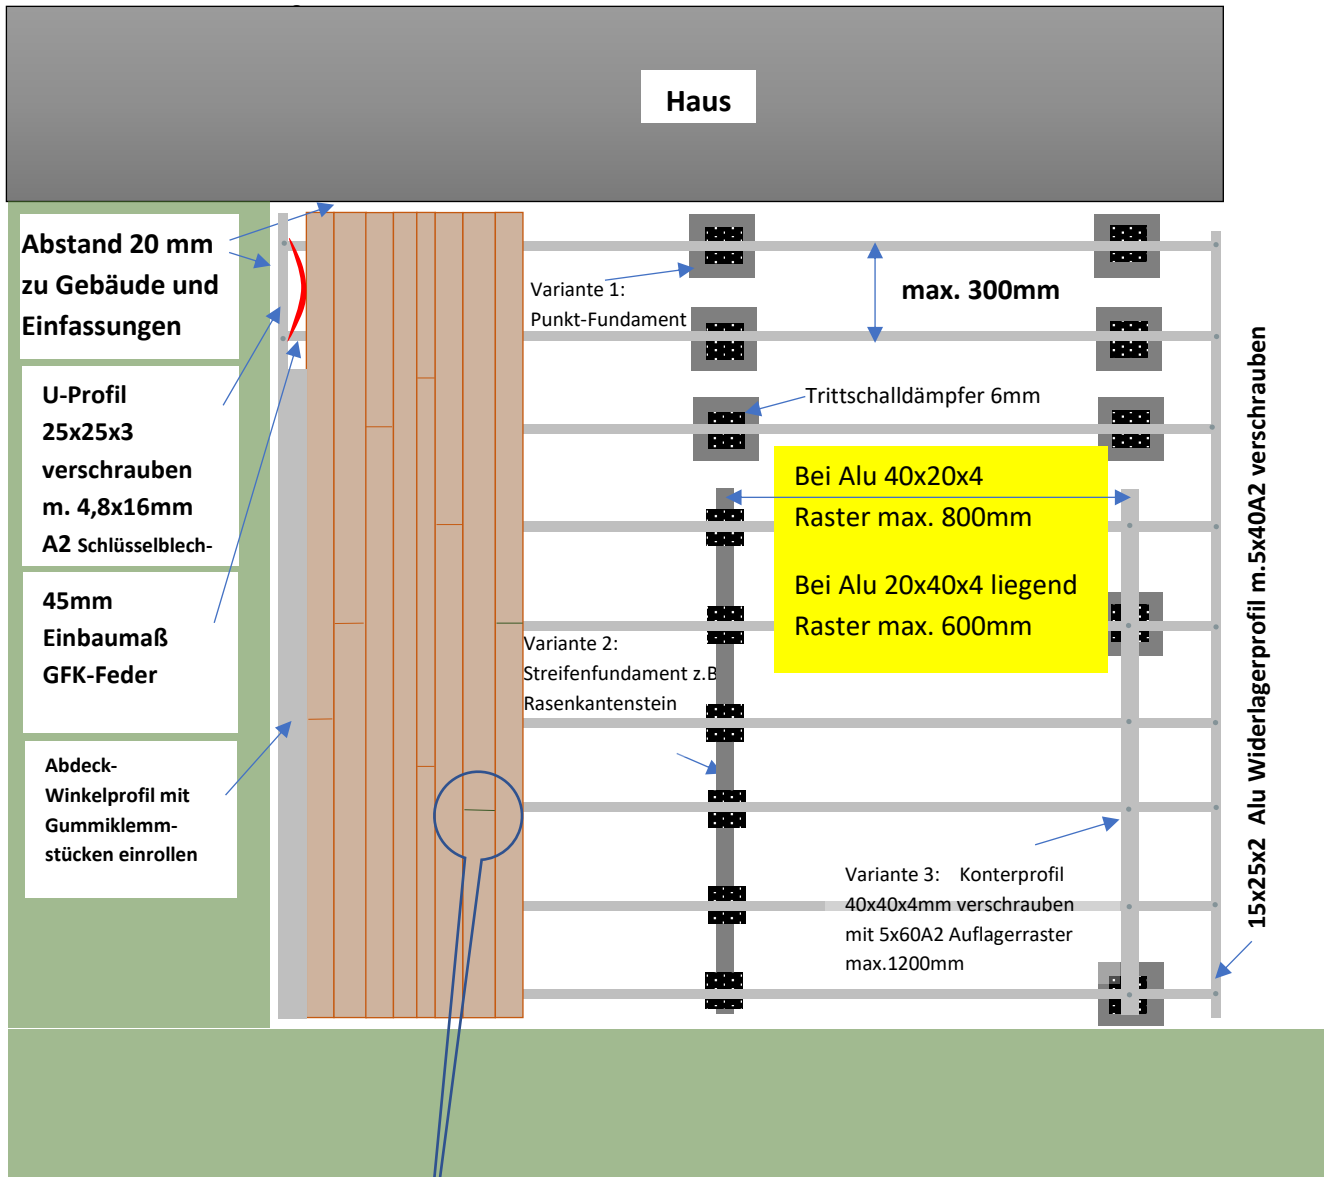 Haus
Abstand 20 mm
zu Gebäude und
Einfassungen
U-Profil
25x25x3
verschrauben
m. 4,8x16mm
A2 Schlüsselblech-
45mm
Einbaumaß
GFK-Feder
Abdeck-
Winkelprofil mit
Gummiklemm-
stücken einrollen
Variante 1:
Punkt-Fundament
max. 300mm
Trittschalldämpfer 6mm
Bei Alu 40x20x4
Raster max. 800mm
Bei Alu 20x40x4 liegend
Raster max. 600mm
Variante 2:
Streifenfundament z.B
Rasenkantenstein
Variante 3: Konterprofil
40x40x4mm verschrauben
mit 5x60A2 Auflagerraster
max.1200mm
15x25x2 Alu Widerlagerprofil m.5x40A2 verschrauben